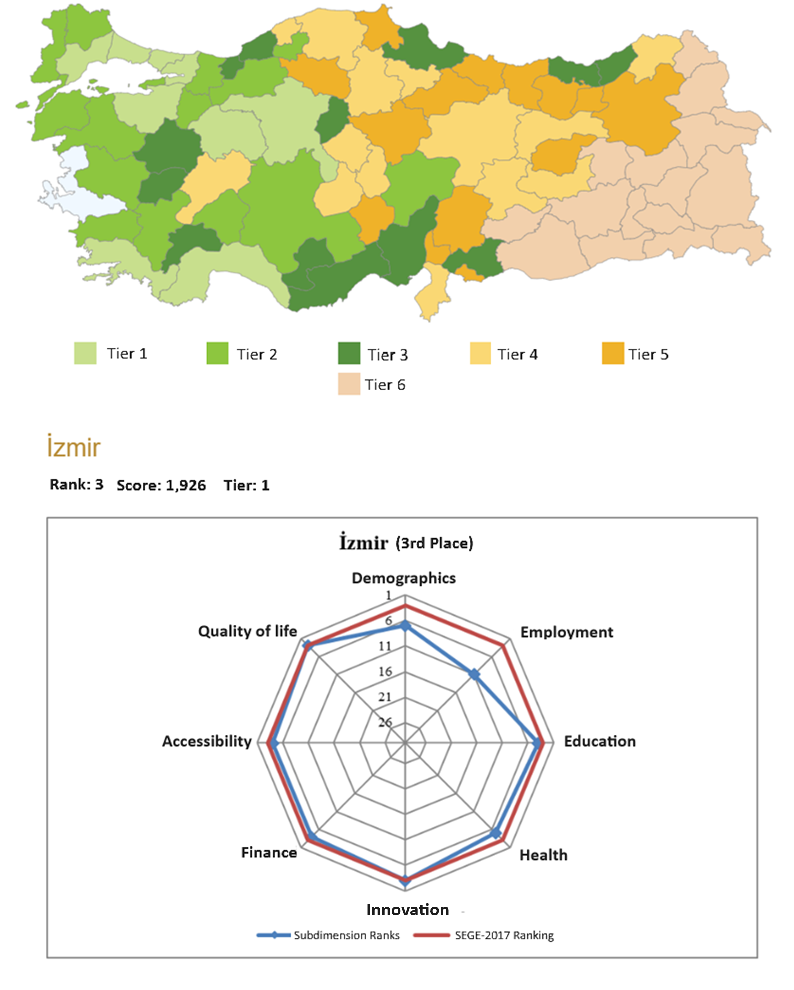 Tier 1 Tier 2 Tier 3 Tier 4 Tier 5
Tier 6
İzmir
Rank: 3 Score: 1,926 Tier: 1
İzmir (3rd Place)
Demographics
1
Quality of life 6 Employment
11
16
21
26
Accessibility Education
Finance Health
Innovation
Subdimension Ranks SEGE-2017 Ranking